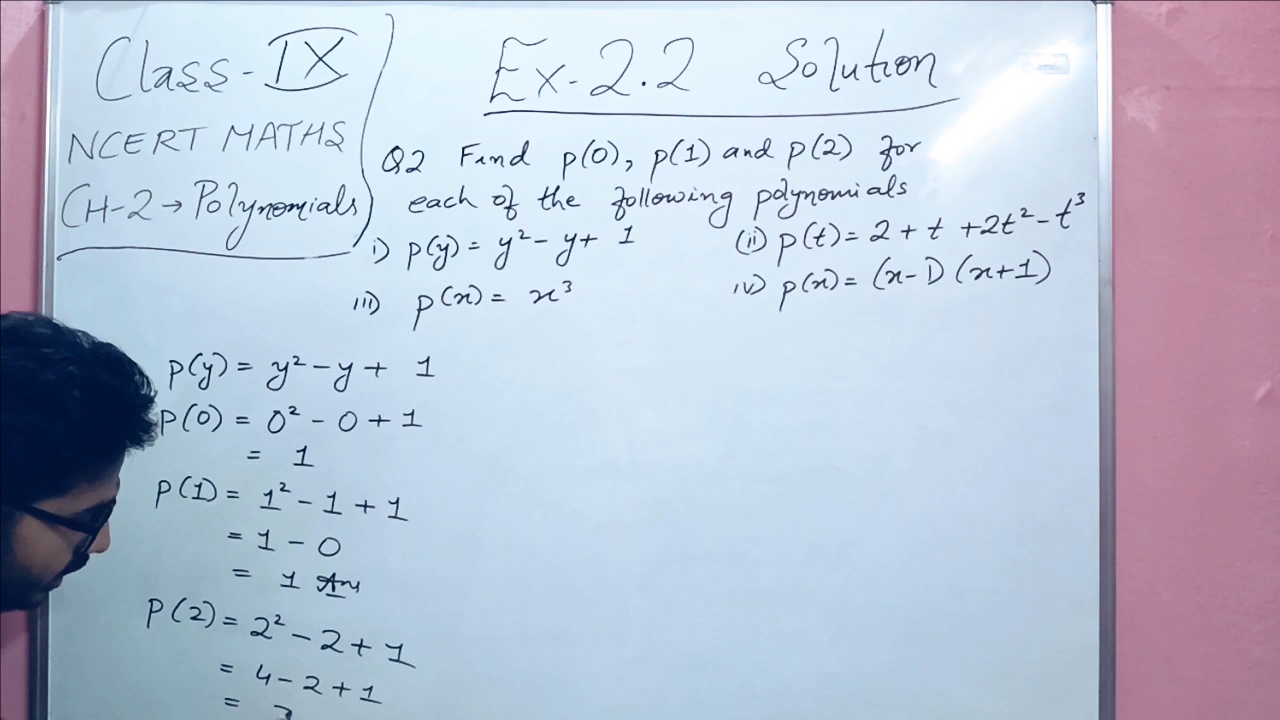 Class-IX
NCERT MATHS
CH-2 → Polynomials
Ex-2.2 Solution
Q2 Find p(0), p(1) and p(2) for
each of the following polynomials
i) p(y) = y² - y + 1
(ii) p(t) = 2 + t + 2t² - t³
iii) p(x) = x³
iv) p(x) = (x-1) (x+1)
p(y) = y² - y + 1
p(0) = 0² - 0 + 1
= 1
p(1) = 1² - 1 + 1
= 1 - 0
= 1 Ans
p(2) = 2² - 2 + 1
= 4 - 2 + 1
=